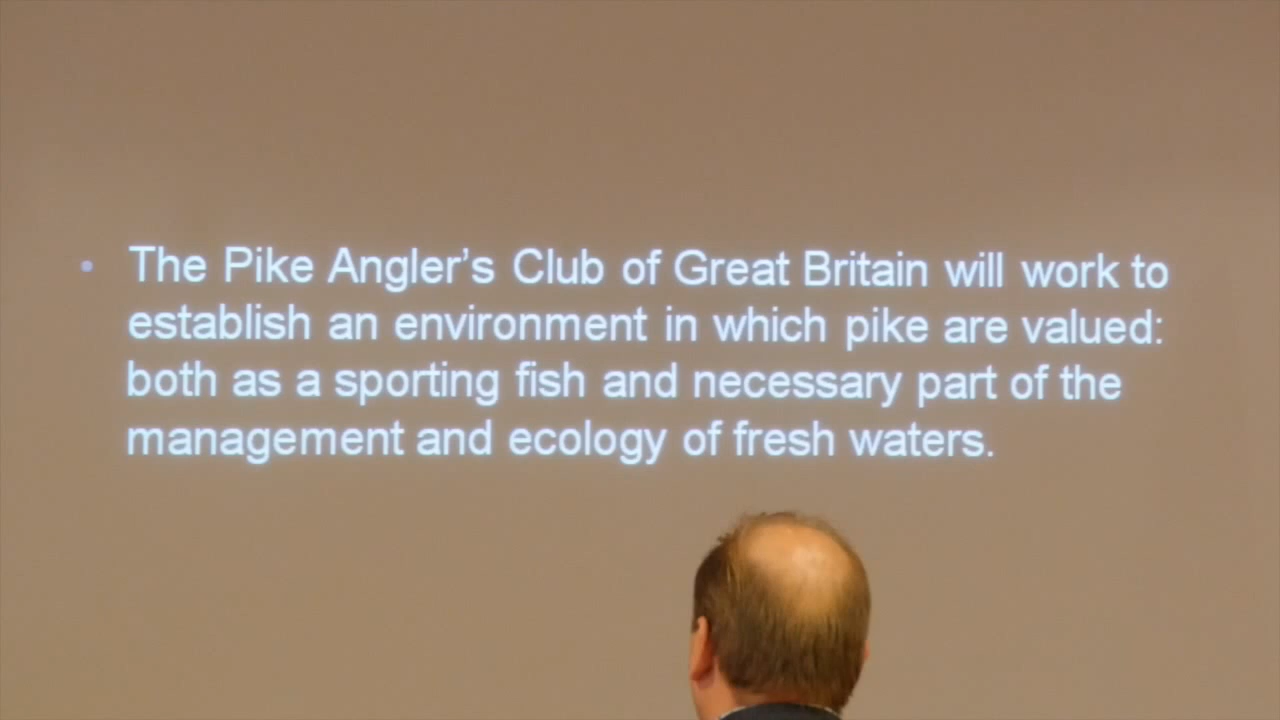 • The Pike Angler’s Club of Great Britain will work to
establish an environment in which pike are valued:
both as a sporting fish and necessary part of the
management and ecology of fresh waters.